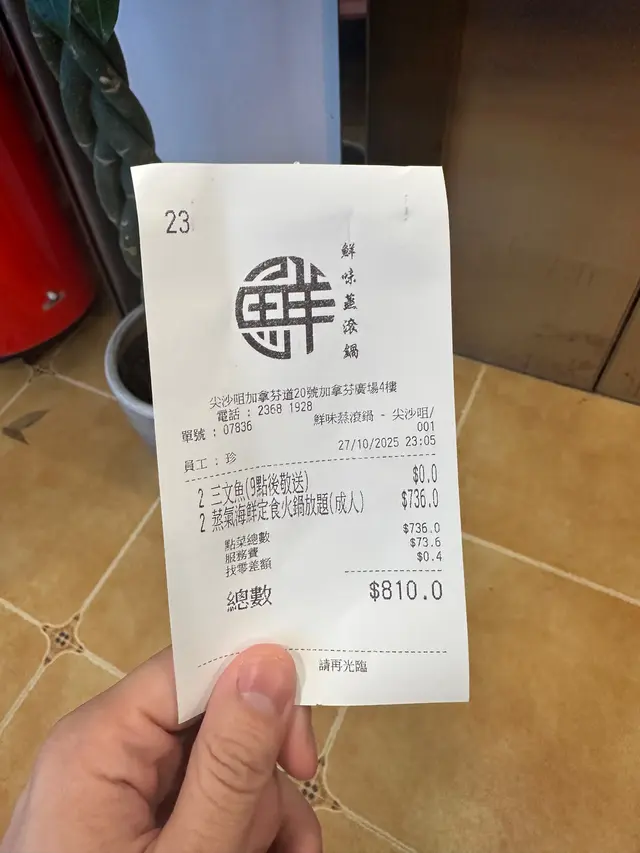 23
鮮
鮮味蒸滾鍋
尖沙咀加拿芬道20號加拿芬廣場4樓
電話 : 2368 1928
單號 : 07836
鮮味蒸滾鍋 - 尖沙咀/
001
27/10/2025 23:05
員工 : 珍
2 三文魚(9點後敬送) $0.0
2 蒸氣海鮮定食火鍋放題(成人) $736.0
點菜總數 $736.0
服務費 $73.6
找零差額 $0.4
總數 $810.0
請再光臨